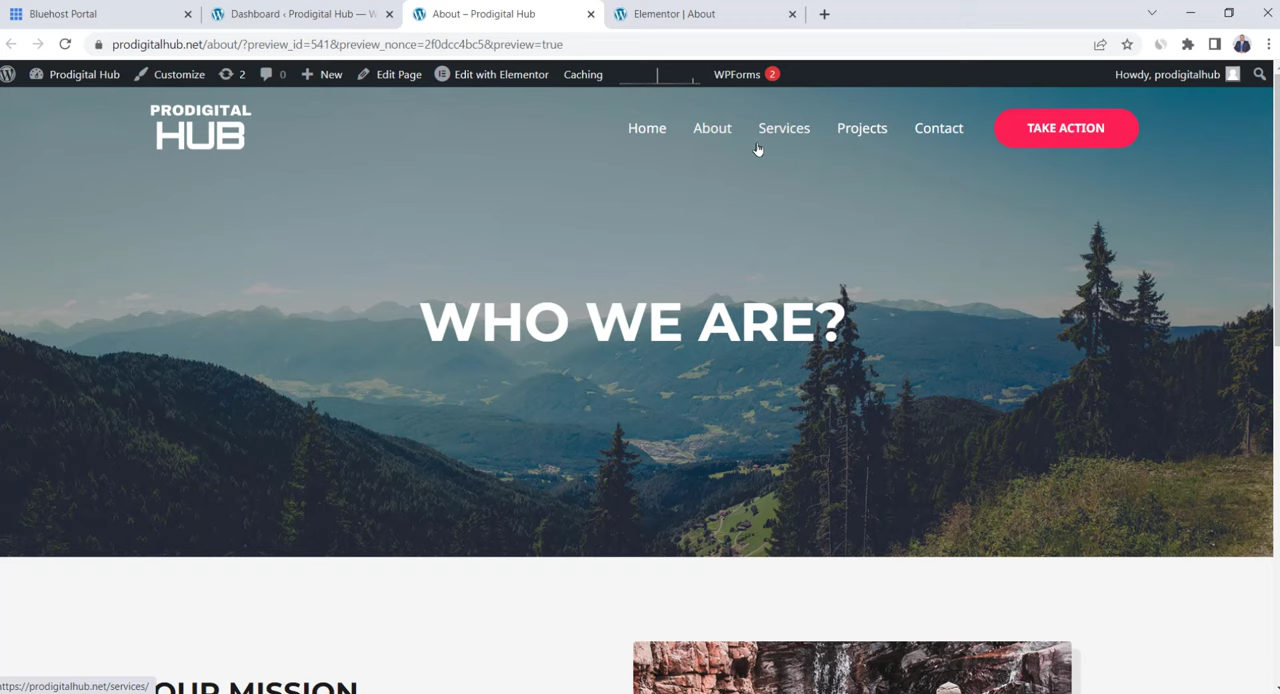 Bluehost Portal
Dashboard ‹ Prodigital Hub — W
About – Prodigital Hub
Elementor | About
prodigitalhub.net/about/?preview_id=541&preview_nonce=2f0dcc4bc5&preview=true
Prodigital Hub
Customize
2
0
New
Edit Page
Edit with Elementor
Caching
WPForms 2
Howdy, prodigitalhub
PRODIGITAL
HUB
Home
About
Services
Projects
Contact
TAKE ACTION
WHO WE ARE?
OUR MISSION
https://prodigitalhub.net/services/